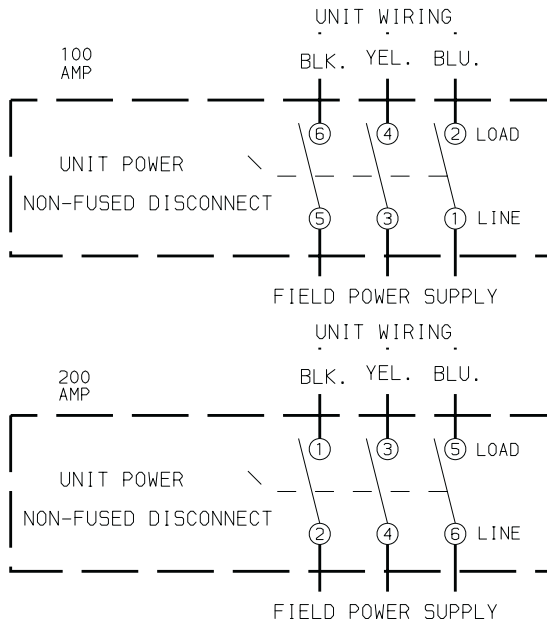 UNIT WIRING
100
AMP
BLK. YEL. BLU.
6 4 2 LOAD
UNIT POWER
NON-FUSED DISCONNECT
5 3 1 LINE
FIELD POWER SUPPLY
UNIT WIRING
200
AMP
BLK. YEL. BLU.
1 3 5 LOAD
UNIT POWER
NON-FUSED DISCONNECT
2 4 6 LINE
FIELD POWER SUPPLY